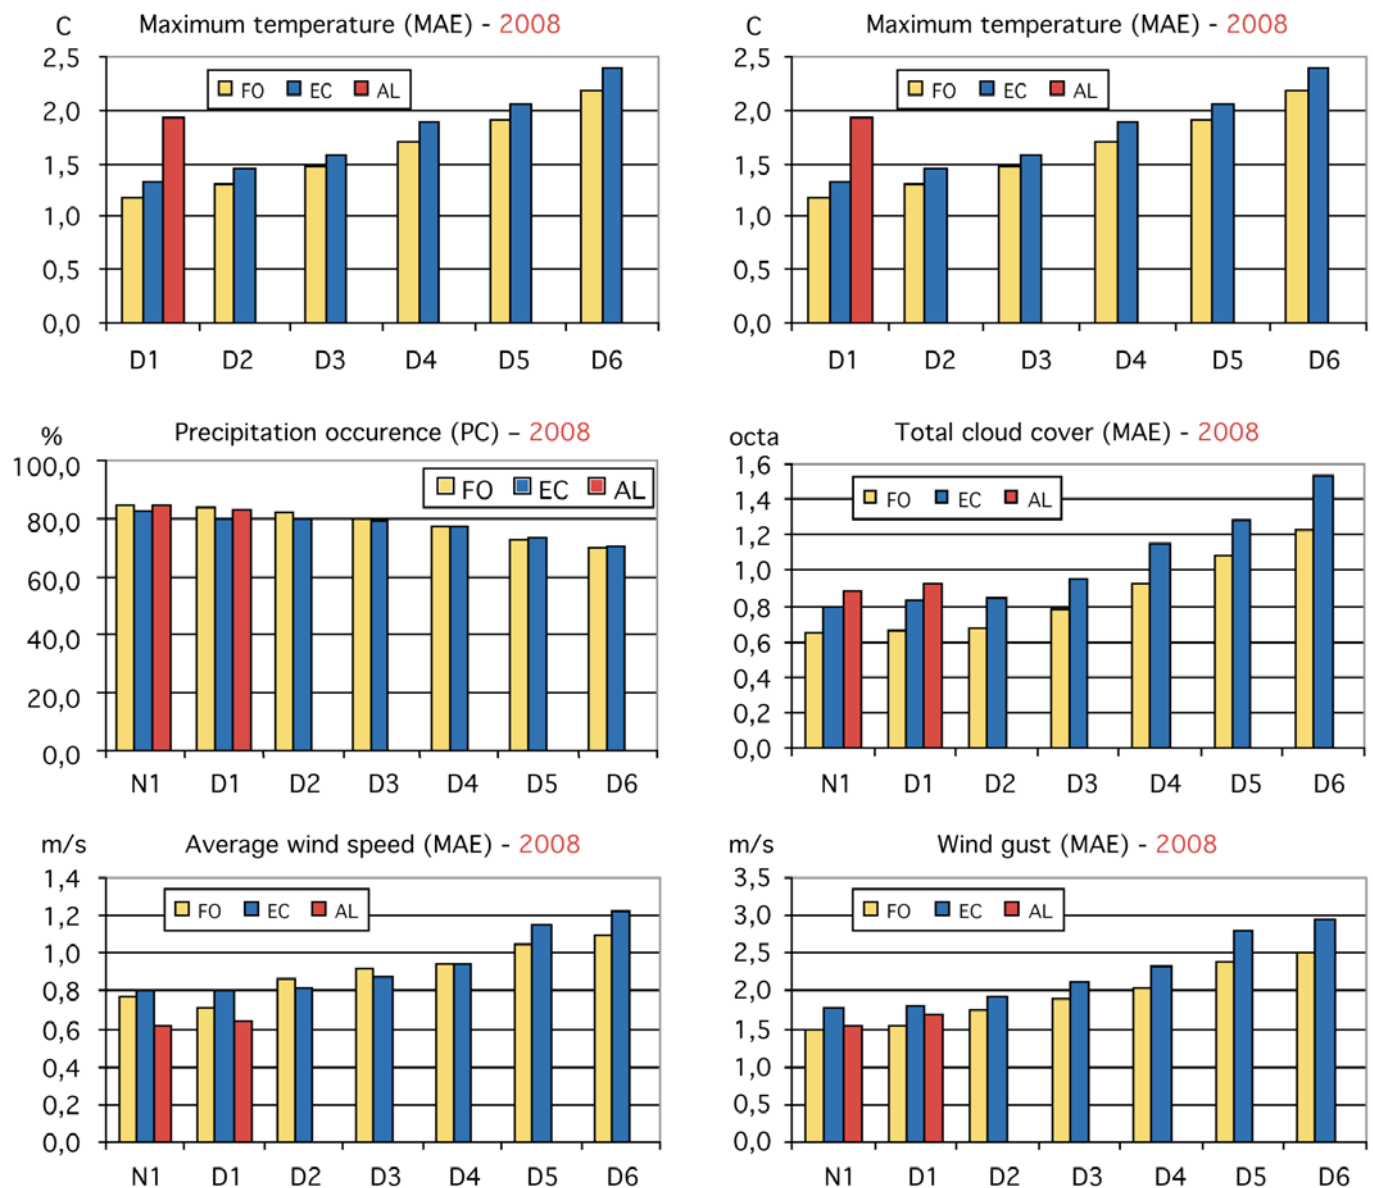 C Maximum temperature (MAE) - 2008
2,5
FO EC AL
2,0
1,5
1,0
0,5
0,0
D1 D2 D3 D4 D5 D6
C Maximum temperature (MAE) - 2008
2,5
FO EC AL
2,0
1,5
1,0
0,5
0,0
D1 D2 D3 D4 D5 D6
% Precipitation occurence (PC) – 2008
100,0
FO EC AL
80,0
60,0
40,0
20,0
0,0
N1 D1 D2 D3 D4 D5 D6
octa Total cloud cover (MAE) - 2008
1,6
FO EC AL
1,4
1,2
1,0
0,8
0,6
0,4
0,2
0,0
N1 D1 D2 D3 D4 D5 D6
m/s Average wind speed (MAE) - 2008
1,4
FO EC AL
1,2
1,0
0,8
0,6
0,4
0,2
0,0
N1 D1 D2 D3 D4 D5 D6
m/s Wind gust (MAE) - 2008
3,5
FO EC AL
3,0
2,5
2,0
1,5
1,0
0,5
0,0
N1 D1 D2 D3 D4 D5 D6